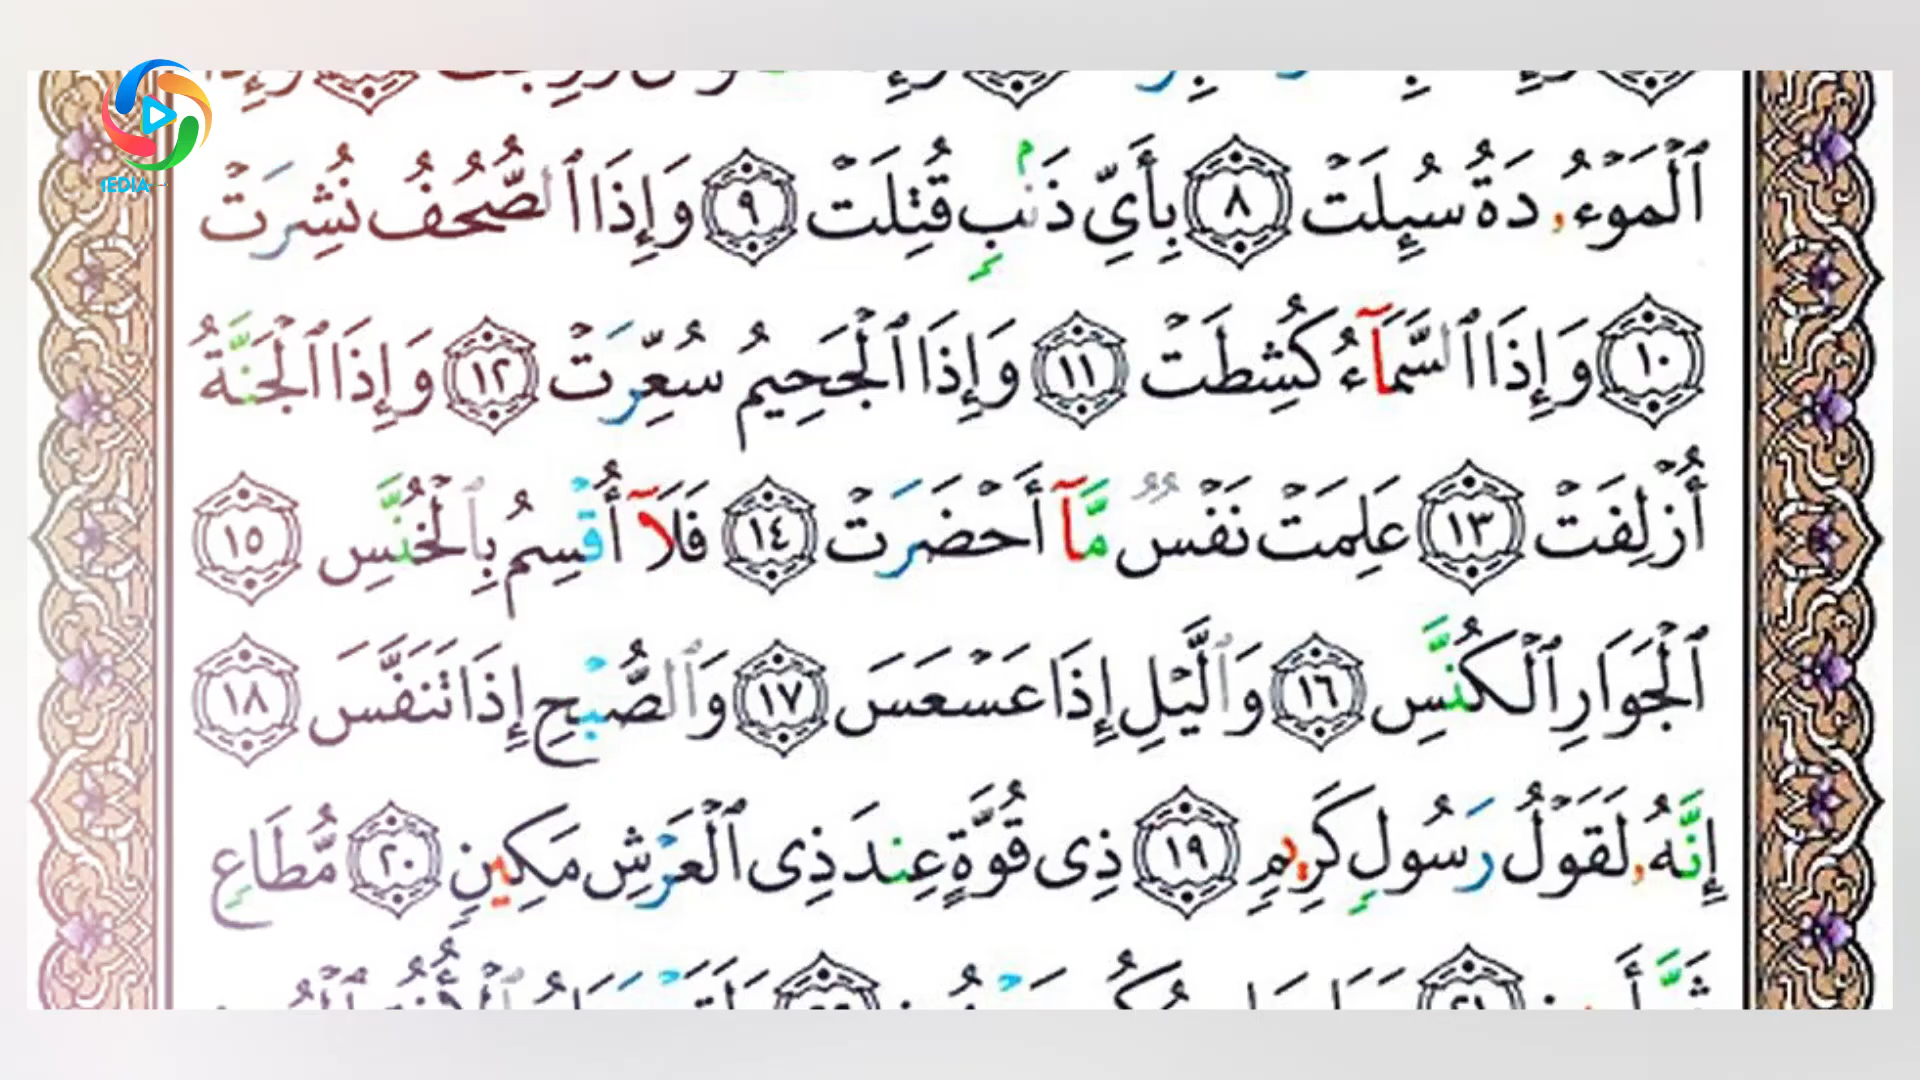 ٱلْمَوْءُۥدَةُ سُئِلَتْ ٨ بِأَىِّ ذَنۢبٍ قُتِلَتْ ٩ وَإِذَا ٱلصُّحُفُ نُشِرَتْ
١٠ وَإِذَا ٱلسَّمَآءُ كُشِطَتْ ١١ وَإِذَا ٱلْجَحِيمُ سُعِّرَتْ ١٢ وَإِذَا ٱلْجَنَّةُ
أُزْلِفَتْ ١٣ عَلِمَتْ نَفْسٌ مَّآ أَحْضَرَتْ ١٤ فَلَآ أُقْسِمُ بِٱلْخُنَّسِ ١٥
ٱلْجَوَارِ ٱلْكُنَّسِ ١٦ وَٱلَّيْلِ إِذَا عَسْعَسَ ١٧ وَٱلصُّبْحِ إِذَا تَنَفَّسَ ١٨
إِنَّهُۥ لَقَوْلُ رَسُولٍ كَرِيمٍ ١٩ ذِى قُوَّةٍ عِندَ ذِى ٱلْعَرْشِ مَكِينٍ ٢٠ مُّطَاعٍ